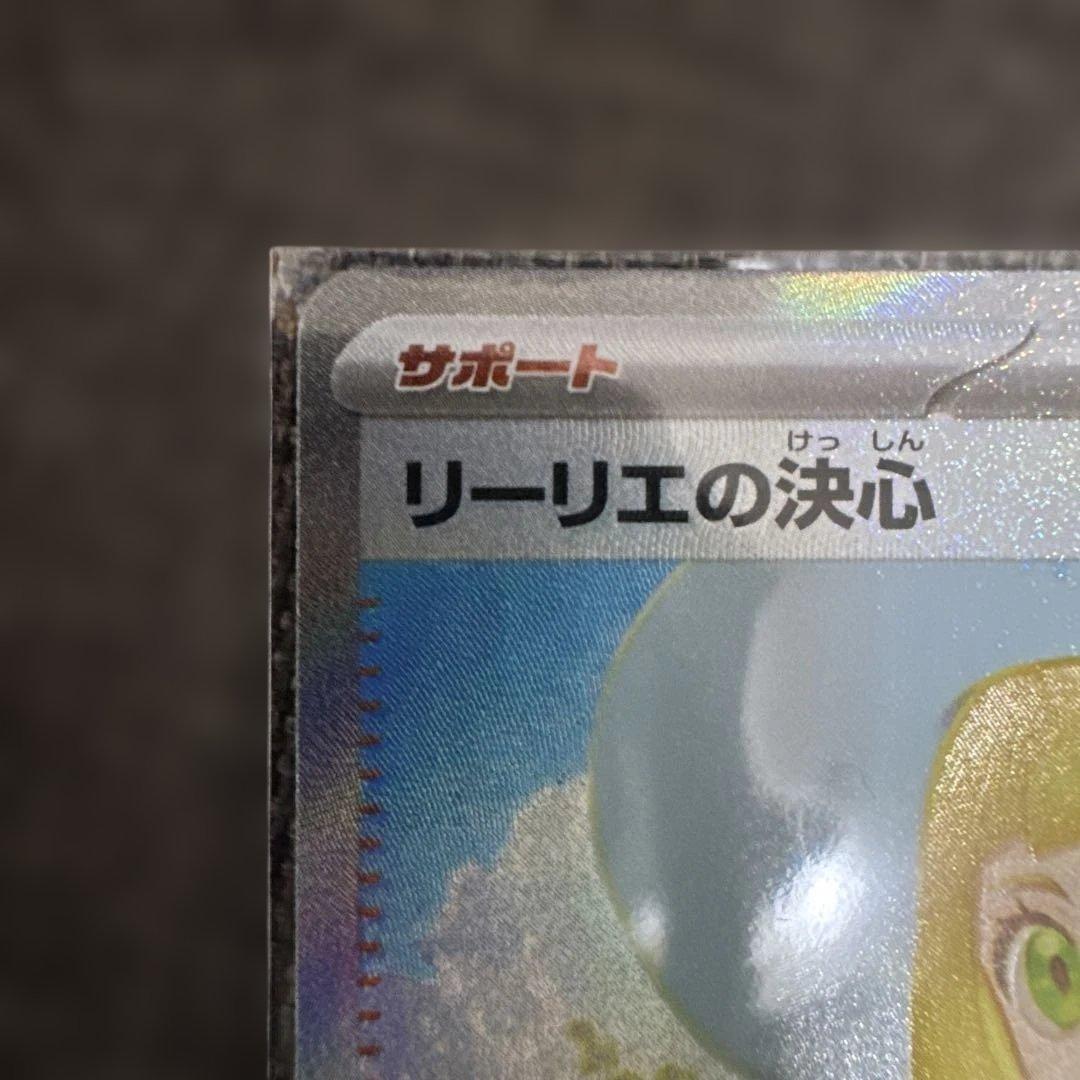 サポート
けっ しん
リーリエの決心